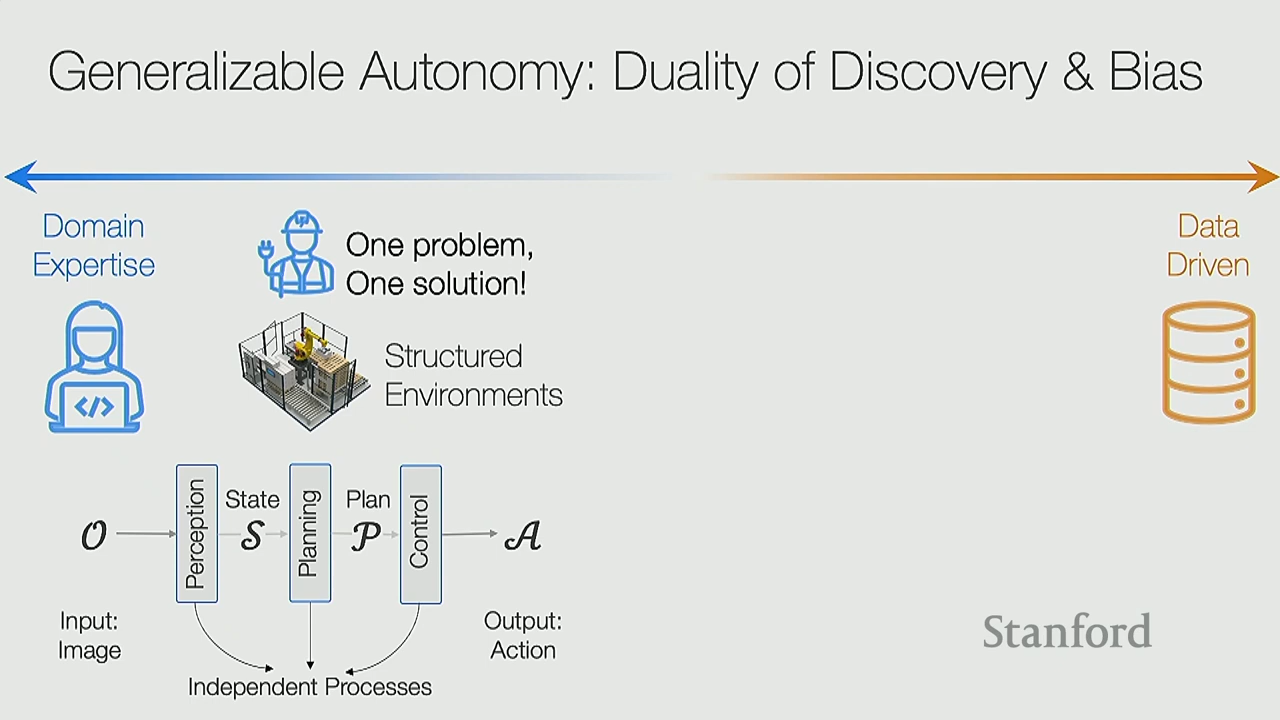 Generalizable Autonomy: Duality of Discovery & Bias
Domain
Expertise
One problem,
One solution!
Structured
Environments
Data
Driven
</>
Perception
State
Planning
Plan
Control
𝒪
𝒮
𝒫
𝒜
Input:
Image
Output:
Action
Independent Processes
Stanford